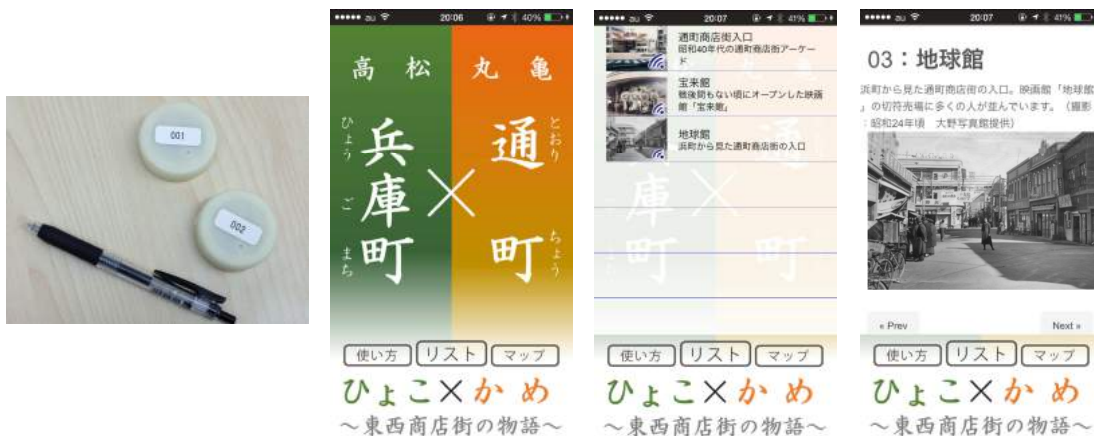 001
002
au 20:06 40%
高松 丸亀
兵庫町
ひょうごまち
×
通町
とおりちょう
使い方 リスト マップ
ひょこ×かめ
～東西商店街の物語～
au 20:07 41%
通町商店街入口
昭和40年代の通町商店街アーケー
ド
宝来館
戦後間もない頃にオープンした映画
館「宝来館」
地球館
浜町から見た通町商店街の入口
兵庫町
×
通町
使い方 リスト マップ
ひょこ×かめ
～東西商店街の物語～
au 20:07 41%
03：地球館
浜町から見た通町商店街の入口。映画館「地球館
」の切符売場に多くの人が並んでいます。（撮影
：昭和24年頃 大野写真館提供）
« Prev Next »
使い方 リスト マップ
ひょこ×かめ
～東西商店街の物語～